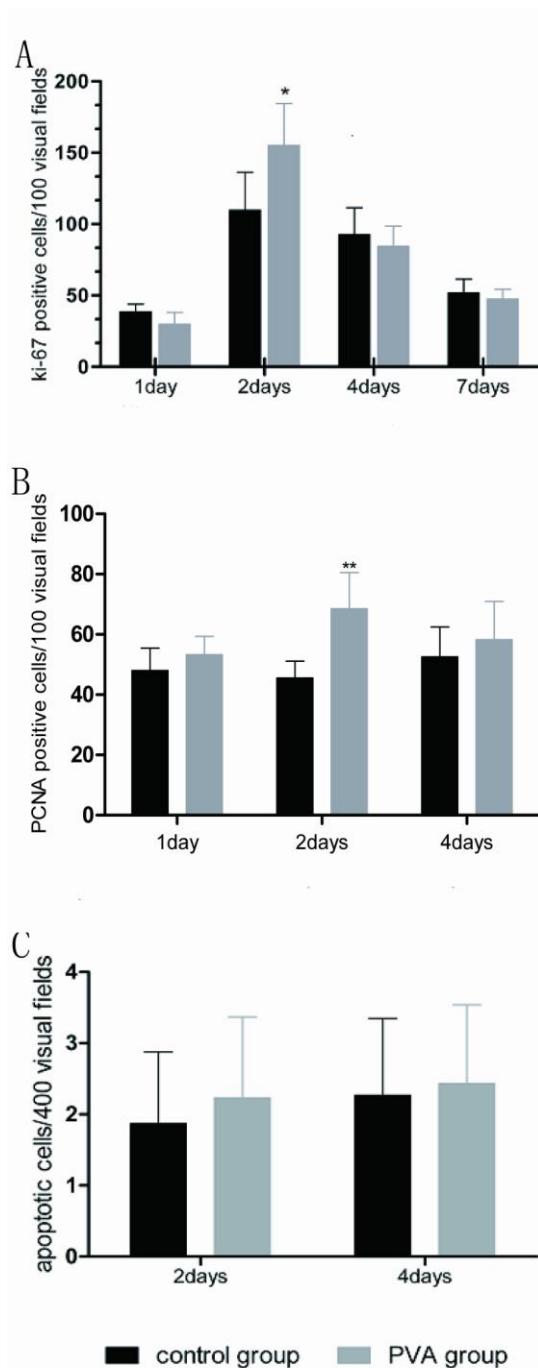 A
ki-67 positive cells/100 visual fields
200
150
100
50
0
*
1day 2days 4days 7days
B
PCNA positive cells/100 visual fields
100
80
60
40
20
0
**
1day 2days 4days
C
apoptotic cells/400 visual fields
4
3
2
1
0
2days 4days
control group PVA group